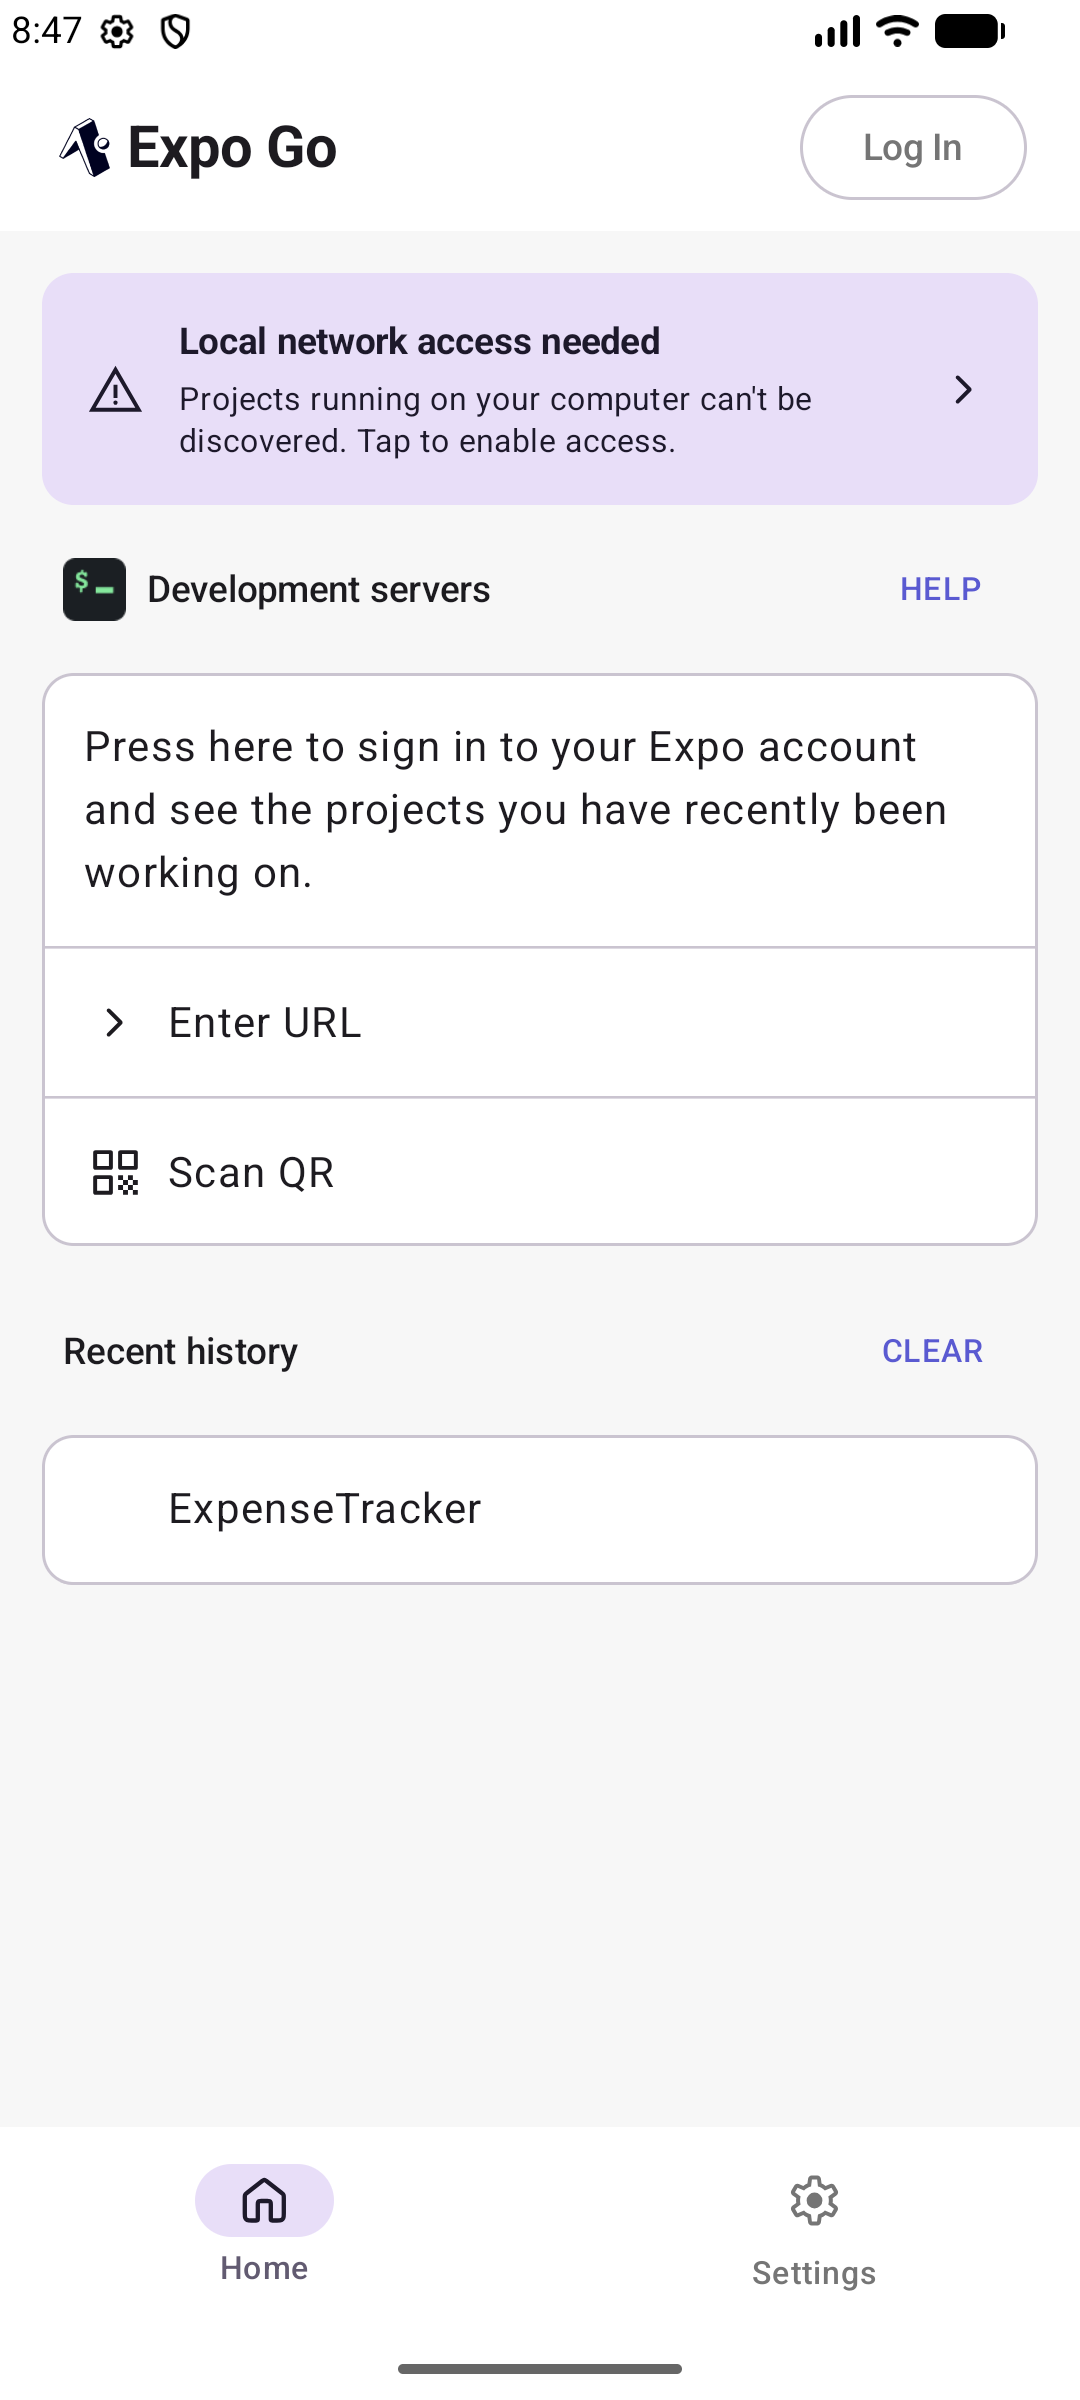 8:47
Expo Go
Log In
Local network access needed
Projects running on your computer can't be
discovered. Tap to enable access.
$
Development servers
HELP
Press here to sign in to your Expo account
and see the projects you have recently been
working on.
Enter URL
Scan QR
Recent history
CLEAR
ExpenseTracker
Home
Settings